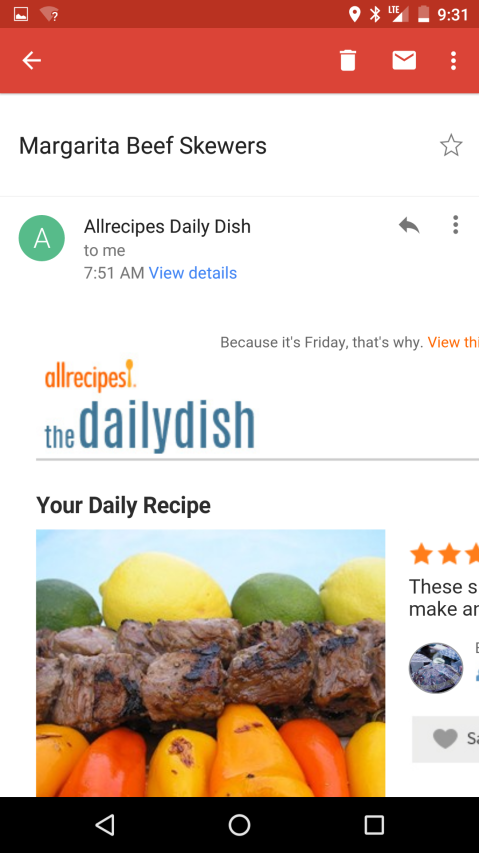 LTE 9:31
Margarita Beef Skewers
A
Allrecipes Daily Dish
to me
7:51 AM View details
Because it's Friday, that's why. View thi
allrecipes
the dailydish
Your Daily Recipe
These s
make an
Sa